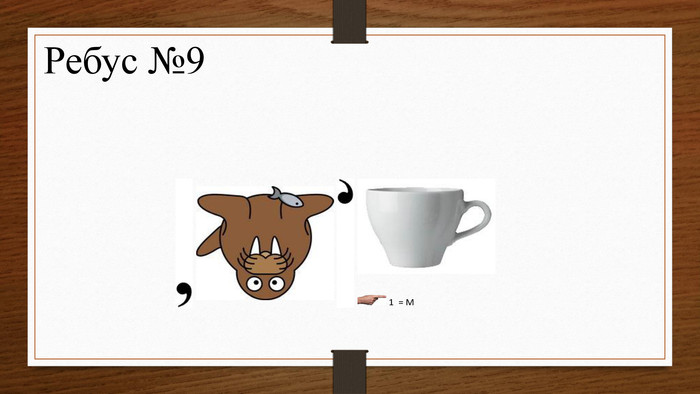 Ребус №9
,
,
1 = М